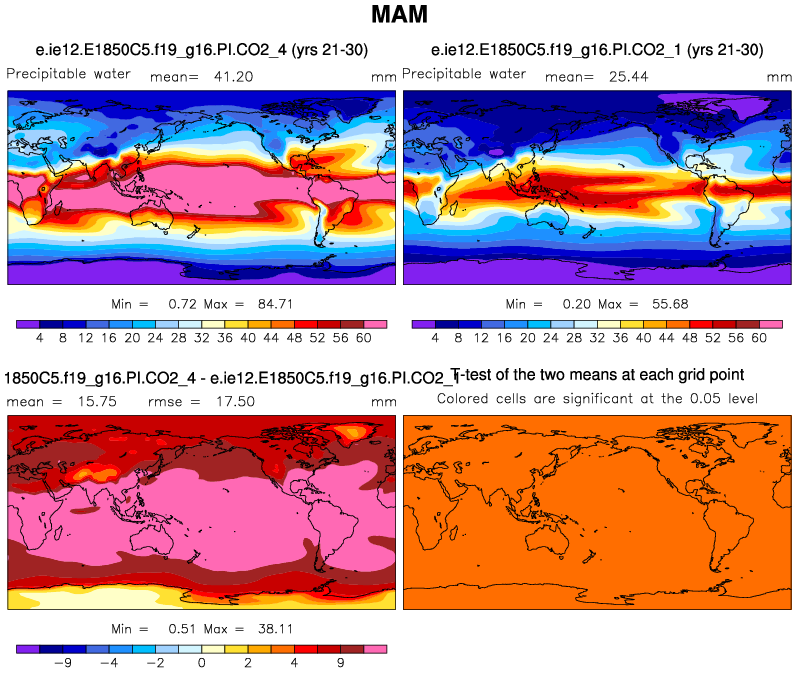 MAM
e.ie12.E1850C5.f19_g16.PI.CO2_4 (yrs 21-30)
Precipitable water mean= 41.20 mm
Min = 0.72 Max = 84.71
4 8 12 16 20 24 28 32 36 40 44 48 52 56 60
e.ie12.E1850C5.f19_g16.PI.CO2_1 (yrs 21-30)
Precipitable water mean= 25.44 mm
Min = 0.20 Max = 55.68
4 8 12 16 20 24 28 32 36 40 44 48 52 56 60
1850C5.f19_g16.PI.CO2_4 - e.ie12.E1850C5.f19_g16.PI.CO2_1
mean = 15.75 rmse = 17.50 mm
Min = 0.51 Max = 38.11
-9 -4 -2 0 2 4 9
T-test of the two means at each grid point
Colored cells are significant at the 0.05 level